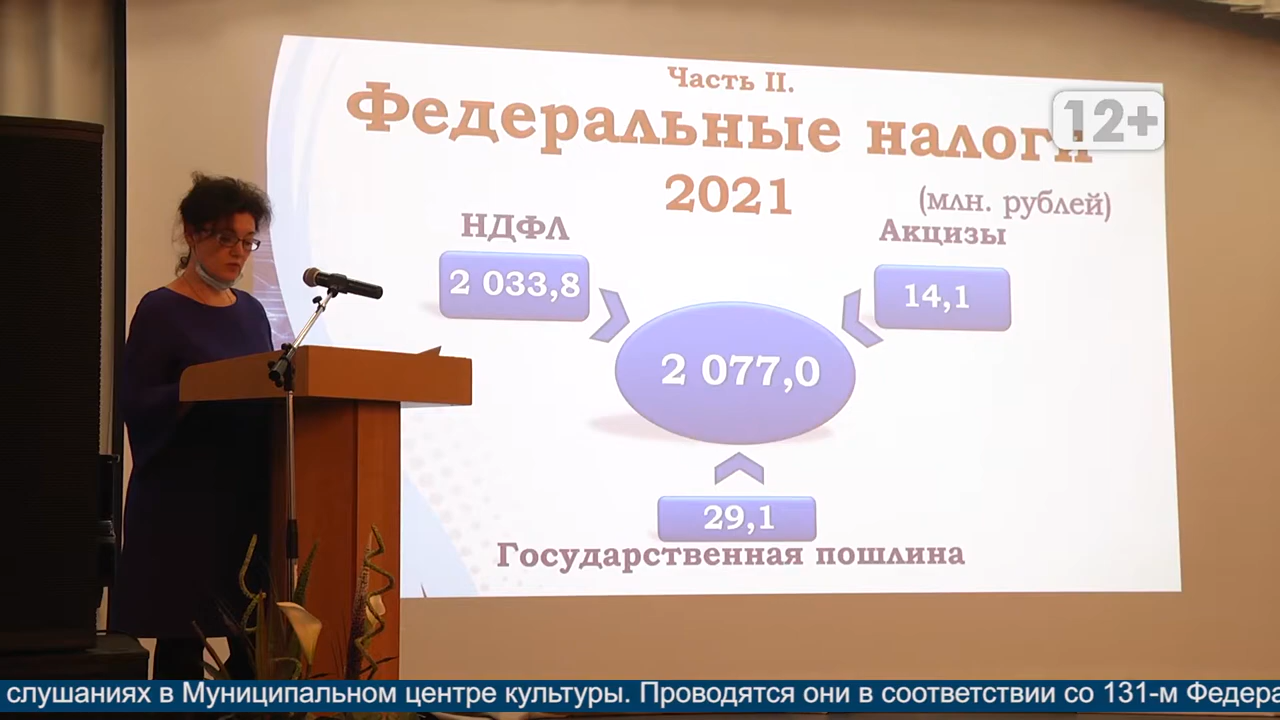 Часть II.
Федеральные налоги
12+
2021
(млн. рублей)
НДФЛ
Акцизы
2 033,8
14,1
2 077,0
29,1
Государственная пошлина
слушаниях в Муниципальном центре культуры. Проводятся они в соответствии со 131-м Федера